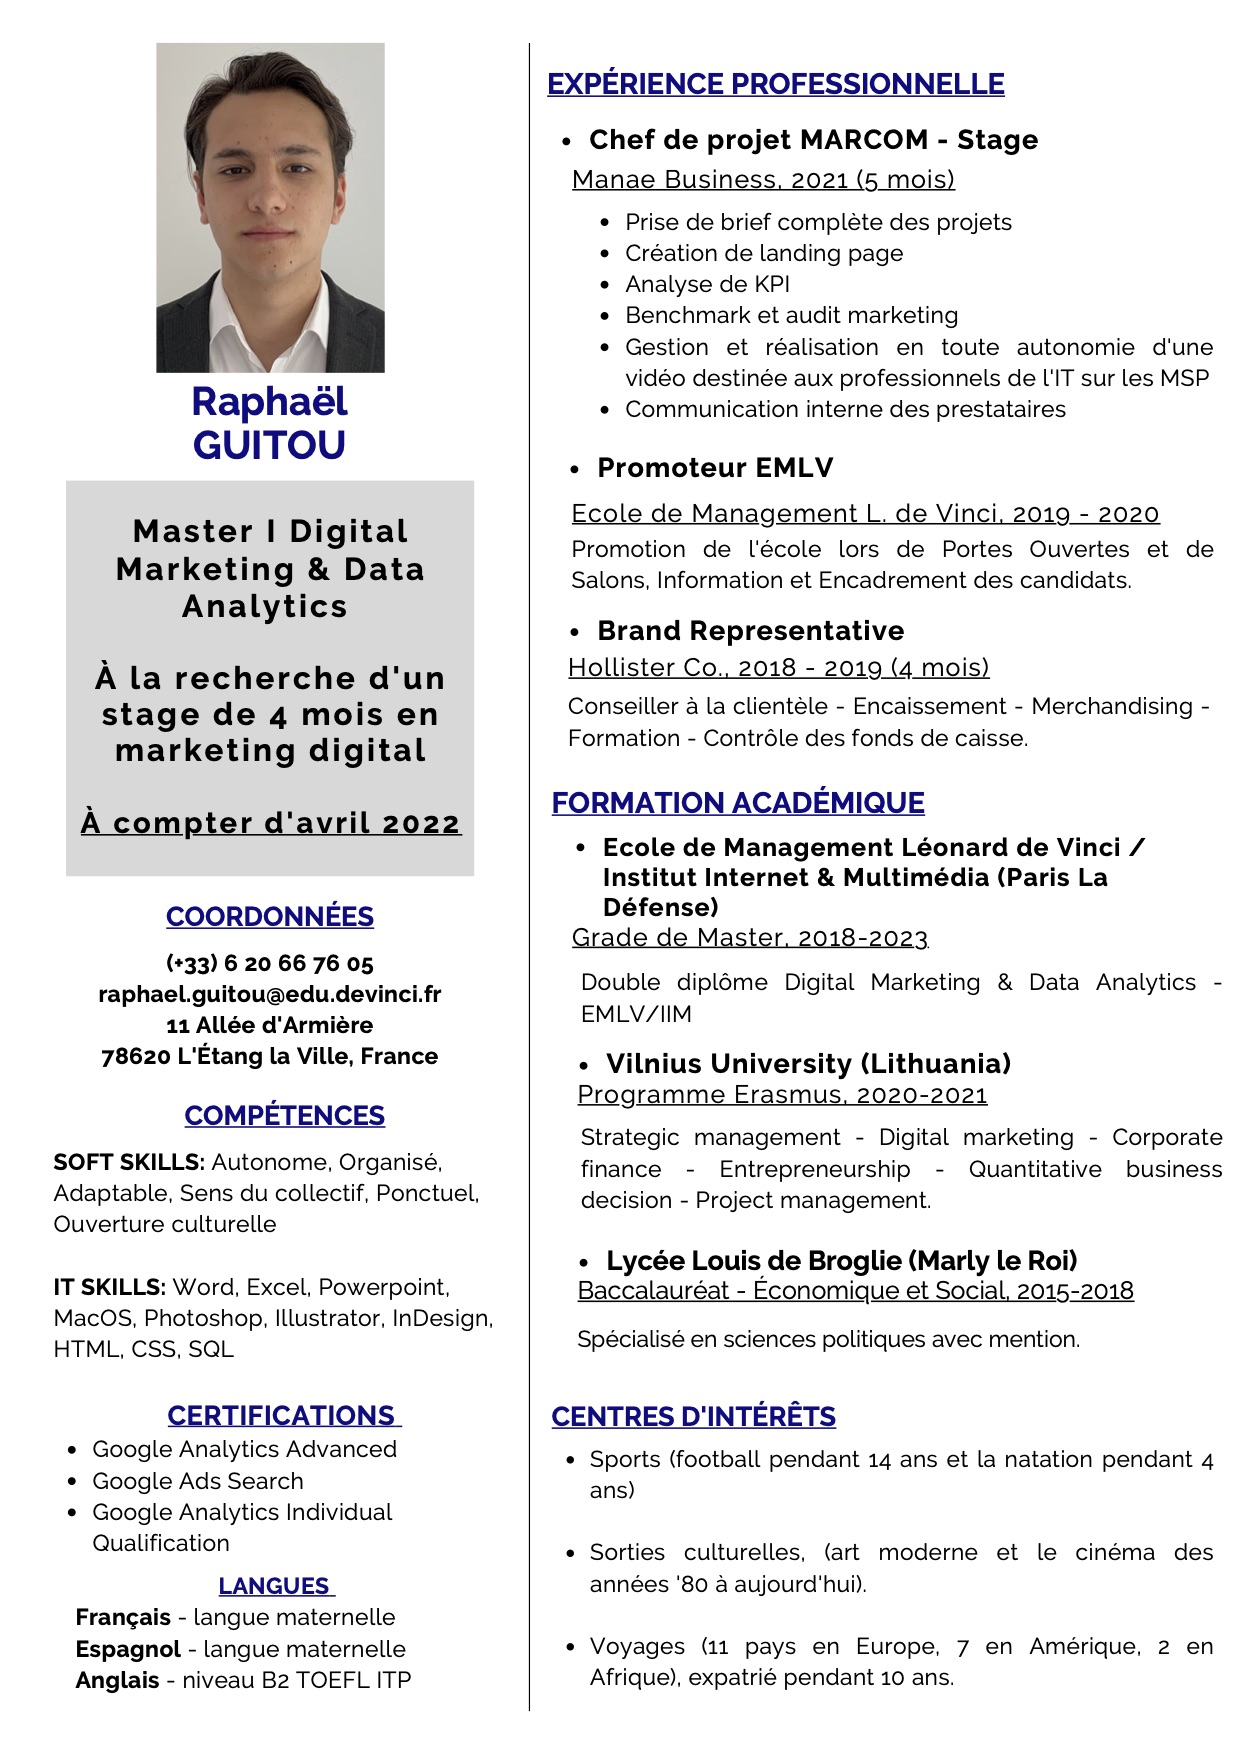 Raphaël
GUITOU
Master I Digital
Marketing & Data
Analytics
À la recherche d'un
stage de 4 mois en
marketing digital
À compter d'avril 2022
COORDONNÉES
(+33) 6 20 66 76 05
raphael.guitou@edu.devinci.fr
11 Allée d'Armière
78620 L'Étang la Ville, France
COMPÉTENCES
SOFT SKILLS: Autonome, Organisé,
Adaptable, Sens du collectif, Ponctuel,
Ouverture culturelle
IT SKILLS: Word, Excel, Powerpoint,
MacOS, Photoshop, Illustrator, InDesign,
HTML, CSS, SQL
CERTIFICATIONS
• Google Analytics Advanced
• Google Ads Search
• Google Analytics Individual
Qualification
LANGUES
Français - langue maternelle
Espagnol - langue maternelle
Anglais - niveau B2 TOEFL ITP
EXPÉRIENCE PROFESSIONNELLE
• Chef de projet MARCOM - Stage
Manae Business, 2021 (5 mois)
• Prise de brief complète des projets
• Création de landing page
• Analyse de KPI
• Benchmark et audit marketing
• Gestion et réalisation en toute autonomie d'une
vidéo destinée aux professionnels de l'IT sur les MSP
• Communication interne des prestataires
• Promoteur EMLV
Ecole de Management L. de Vinci, 2019 - 2020
Promotion de l'école lors de Portes Ouvertes et de
Salons, Information et Encadrement des candidats.
• Brand Representative
Hollister Co., 2018 - 2019 (4 mois)
Conseiller à la clientèle - Encaissement - Merchandising -
Formation - Contrôle des fonds de caisse.
FORMATION ACADÉMIQUE
• Ecole de Management Léonard de Vinci /
Institut Internet & Multimédia (Paris La
Défense)
Grade de Master, 2018-2023
Double diplôme Digital Marketing & Data Analytics -
EMLV/IIM
• Vilnius University (Lithuania)
Programme Erasmus, 2020-2021
Strategic management - Digital marketing - Corporate
finance - Entrepreneurship - Quantitative business
decision - Project management.
• Lycée Louis de Broglie (Marly le Roi)
Baccalauréat - Économique et Social, 2015-2018
Spécialisé en sciences politiques avec mention.
CENTRES D'INTÉRÊTS
• Sports (football pendant 14 ans et la natation pendant 4
ans)
• Sorties culturelles, (art moderne et le cinéma des
années '80 à aujourd'hui).
• Voyages (11 pays en Europe, 7 en Amérique, 2 en
Afrique), expatrié pendant 10 ans.